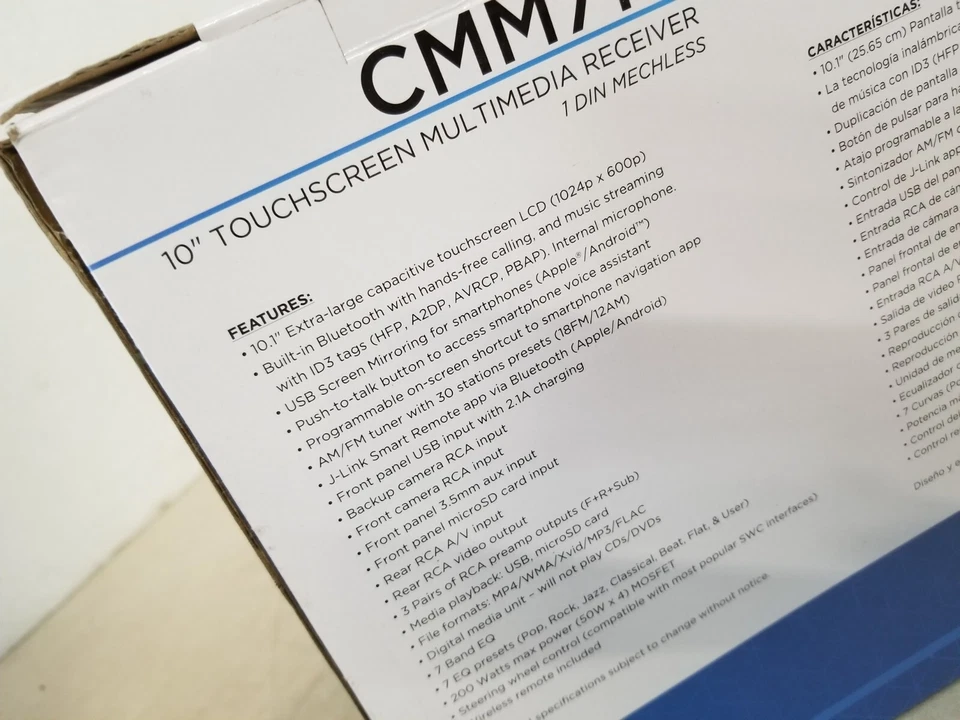 CMM7
10" TOUCHSCREEN MULTIMEDIA RECEIVER
1 DIN MECHLESS
FEATURES:
• 10.1" Extra-large capacitive touchscreen LCD (1024p x 600p)
• Built-in Bluetooth with hands-free calling, and music streaming
with ID3 tags (HFP, A2DP, AVRCP, PBAP). Internal microphone.
• USB Screen Mirroring for smartphones (Apple®/Android™)
• Push-to-talk button to access smartphone voice assistant
• Programmable on-screen shortcut to smartphone navigation app
• AM/FM tuner with 30 stations presets (18FM/12AM)
• J-Link Smart Remote app via Bluetooth (Apple/Android)
• Front panel USB input with 2.1A charging
• Backup camera RCA input
• Front camera RCA input
• Front panel 3.5mm aux input
• Front panel microSD card input
• Rear RCA A/V input
• Rear RCA video output
• 3 Pairs of RCA preamp outputs (F+R+Sub)
• Media playback: USB, microSD card
• File formats: MP4/WMA/Xvid/MP3/FLAC
• Digital media unit – will not play CDs/DVDs
• 7 Band EQ
• 7 EQ presets (Pop, Rock, Jazz, Classical, Beat, Flat, & User)
• 200 Watts max power (50W x 4) MOSFET
• Steering wheel control (compatible with most popular SWC interfaces)
• Wireless remote included
specifications subject to change without notice.
CARACTERÍSTICAS:
• 10.1" (25.65 cm) Pantalla
• La tecnología inalámbrica
de música con ID3 (HFP
• Duplicación de pantalla
• Botón de pulsar para
• Atajo programable a la
• Sintonizador AM/FM
• Control de J-Link
• Entrada USB del
• Entrada RCA de
• Entrada de cámara
• Panel frontal de
• Panel frontal de
• Entrada RCA A/V
• Salida de video
• 3 Pares de
• Reproducción
• Reproducción
• Unidad de
• Ecualizador
• 7 Curvas
• Potencia
• Control del
• Control
Diseño y